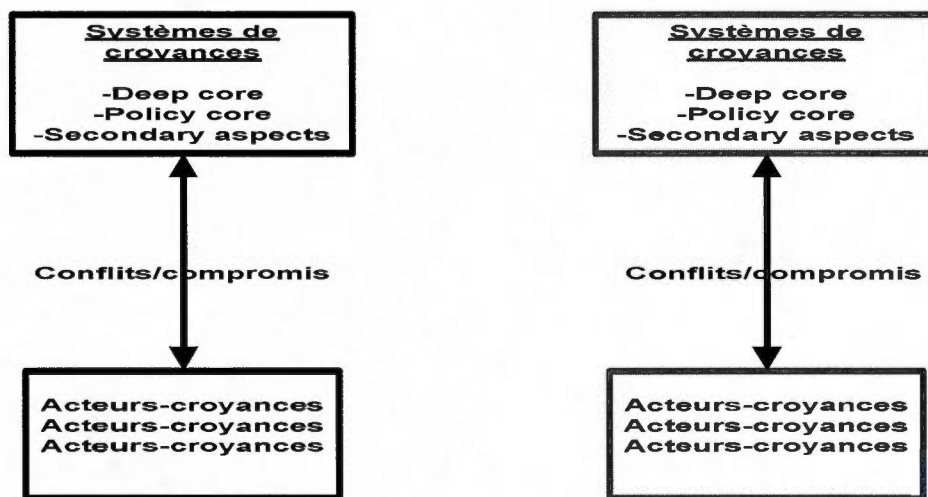 Systèmes de
croyances
-Deep core
-Policy core
-Secondary aspects
Conflits/compromis
Acteurs-croyances
Acteurs-croyances
Acteurs-croyances
Systèmes de
croyances
-Deep core
-Policy core
-Secondary aspects
Conflits/compromis
Acteurs-croyances
Acteurs-croyances
Acteurs-croyances